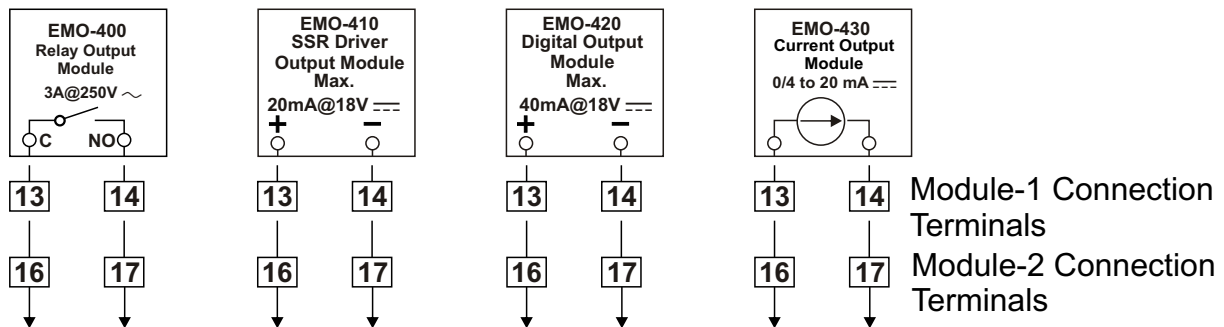 EMO-400
Relay Output
Module
3A@250V ~
C NO
EMO-410
SSR Driver
Output Module
Max.
20mA@18V
+ −
EMO-420
Digital Output
Module
Max.
40mA@18V
+ −
EMO-430
Current Output
Module
0/4 to 20 mA
13 14 13 14 13 14 13 14
Module-1 Connection
Terminals
16 17 16 17 16 17 16 17
Module-2 Connection
Terminals